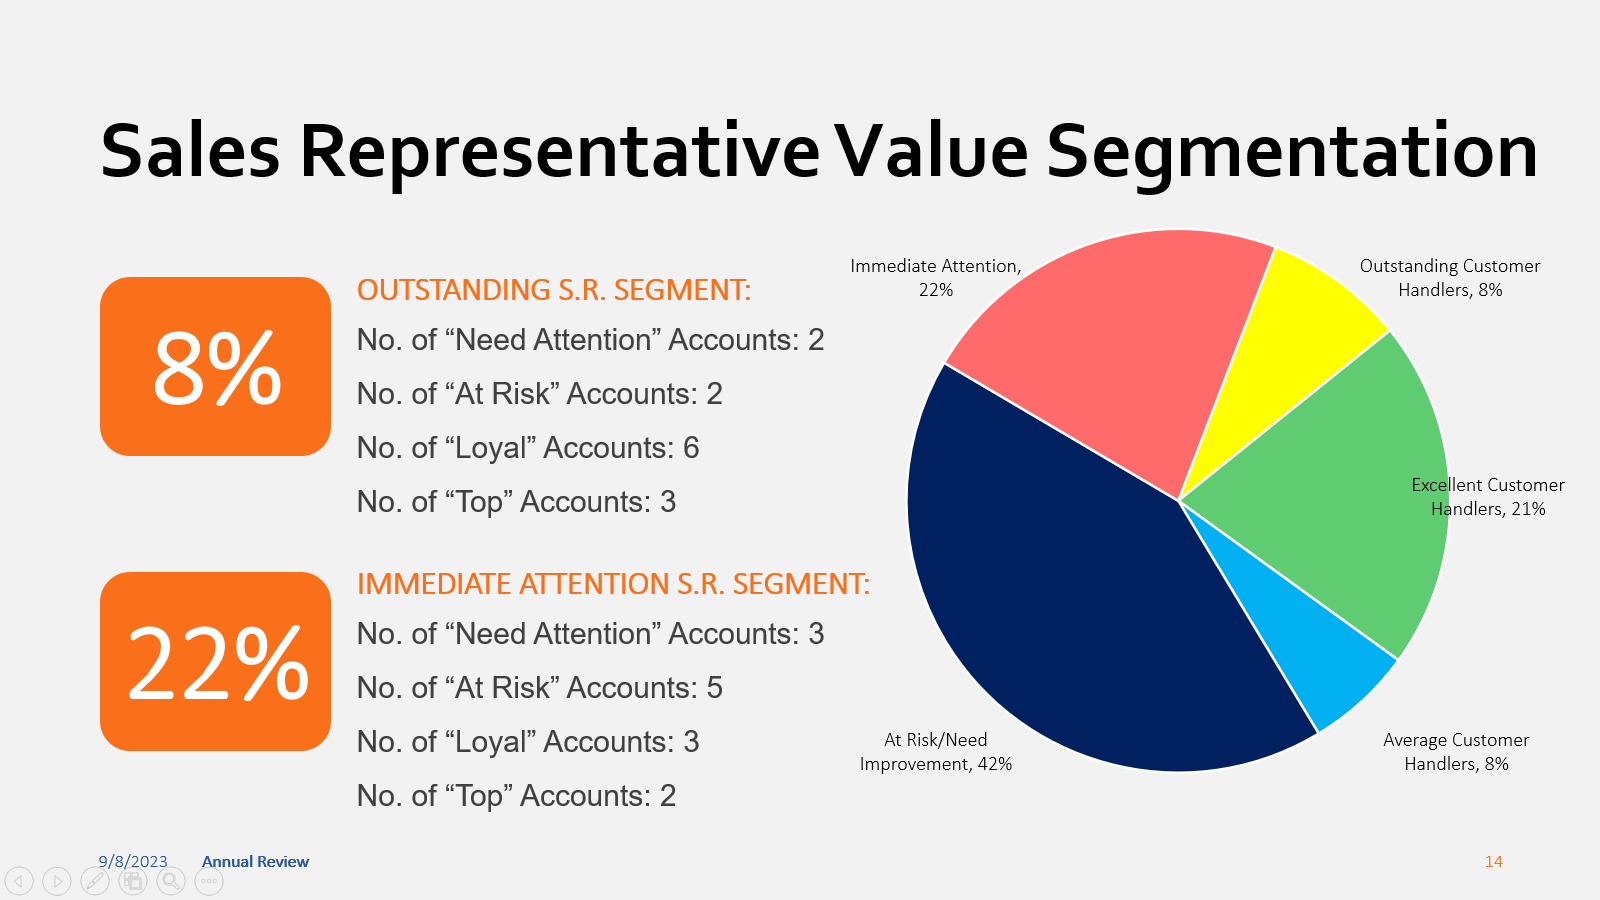 Sales Representative Value Segmentation
8%
OUTSTANDING S.R. SEGMENT:
No. of “Need Attention” Accounts: 2
No. of “At Risk” Accounts: 2
No. of “Loyal” Accounts: 6
No. of “Top” Accounts: 3
22%
IMMEDIATE ATTENTION S.R. SEGMENT:
No. of “Need Attention” Accounts: 3
No. of “At Risk” Accounts: 5
No. of “Loyal” Accounts: 3
No. of “Top” Accounts: 2
Immediate Attention,
22%
Outstanding Customer
Handlers, 8%
Excellent Customer
Handlers, 21%
At Risk/Need
Improvement, 42%
Average Customer
Handlers, 8%
9/8/2023
Annual Review
14